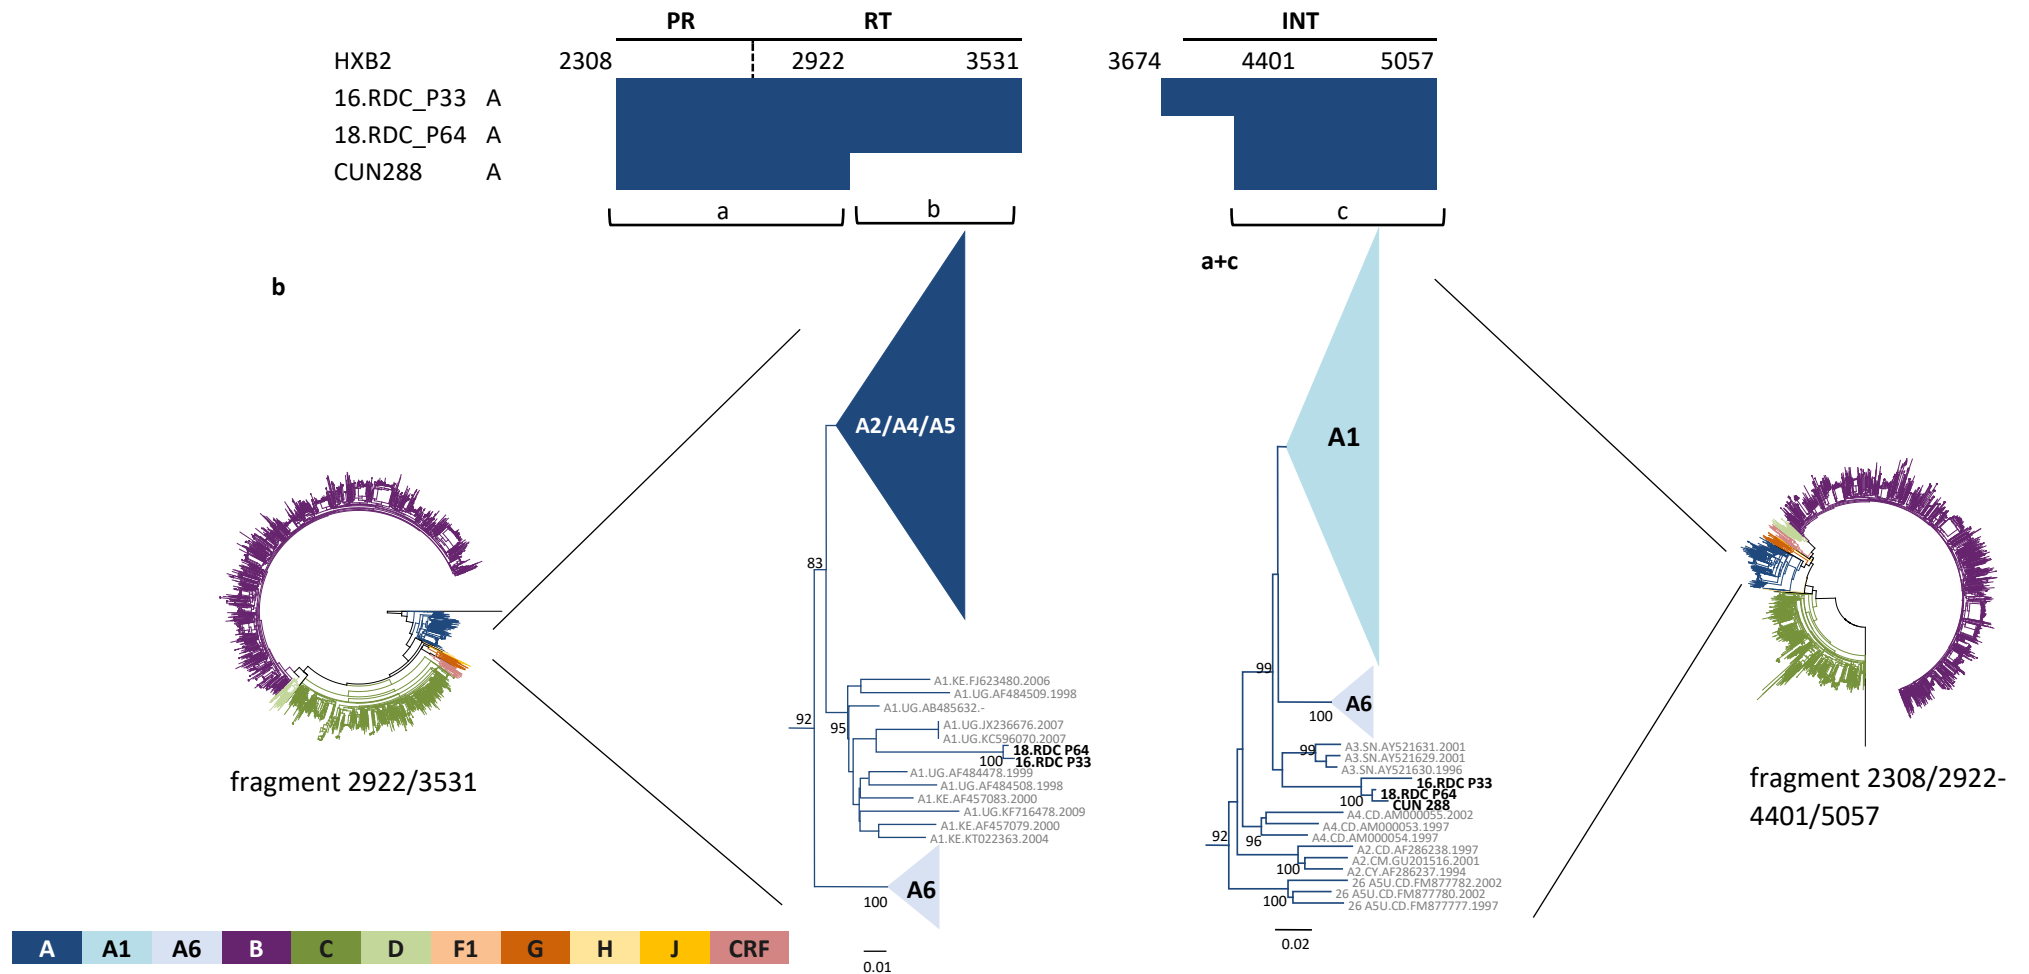 PR RT INT
HXB2 2308 2922 3531 3674 4401 5057
16.RDC_P33 A
18.RDC_P64 A
CUN288 A
a b c
b
a+c
A2/A4/A5
83
92
95
A1.KE.FJ623480.2006
A1.UG.AF484509.1998
A1.UG.AB485632.-
A1.UG.JX236676.2007
A1.UG.KC596070.2007
18.RDC P64
100
16.RDC P33
A1.UG.AF484478.1999
A1.UG.AF484508.1998
A1.KE.AF457083.2000
A1.UG.KF716478.2009
A1.KE.AF457079.2000
A1.KE.KT022363.2004
A6
100
0.01
fragment 2922/3531
A1
99
A6
100
99
A3.SN.AY521631.2001
A3.SN.AY521629.2001
A3.SN.AY521630.1996
16.RDC P33
18.RDC P64
100
CUN 288
A4.CD.AM000055.2002
A4.CD.AM000053.1997
92
96
A4.CD.AM000054.1997
A2.CD.AF286238.1997
A2.CM.GU201516.2001
100
A2.CY.AF286237.1994
26 A5U.CD.FM877782.2002
26 A5U.CD.FM877780.2002
100
26 A5U.CD.FM877777.1997
0.02
fragment 2308/2922-
4401/5057
A A1 A6 B C D F1 G H J CRF